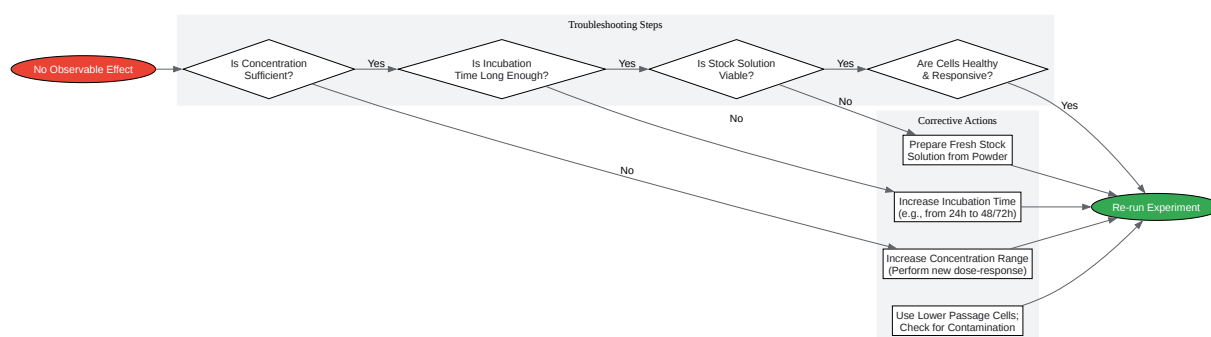 Troubleshooting Steps
No Observable Effect
Is Concentration
Sufficient?
Yes
Is Incubation
Time Long Enough?
Yes
Is Stock Solution
Viable?
Yes
Are Cells Healthy
& Responsive?
Yes
No
No
No
Corrective Actions
Prepare Fresh Stock
Solution from Powder
Increase Incubation Time
(e.g., from 24h to 48/72h)
Increase Concentration Range
(Perform new dose-response)
Use Lower Passage Cells;
Check for Contamination
Re-run Experiment